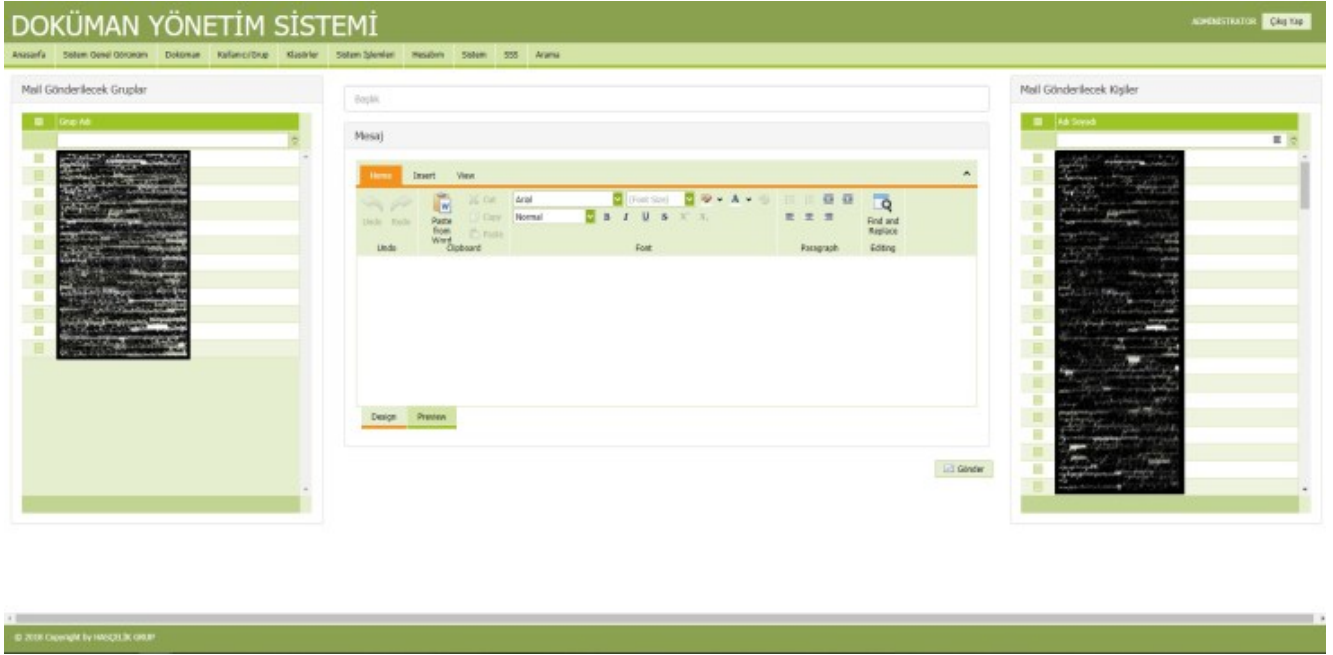 DOKÜMAN YÖNETİM SİSTEMİ
ADMINISTRATOR Çıkış Yap
Anasayfa Sistem Genel Görünüm Doküman Kullanıcı/Grup Klasörler Sistem İşlemleri Hesabım Sistem SSS Arama
Mail Gönderilecek Gruplar
Grup Adı
Başlık
Mesaj
Home Insert View
Undo Redo
Paste from Word
Cut
Copy
Paste
Arial (Font Size)
Normal B I U S
Find and Replace
Undo Clipboard Font Paragraph Editing
Design Preview
Gönder
Mail Gönderilecek Kişiler
Adı Soyadı
© 2018 Copyright by HASÇELİK GRUP